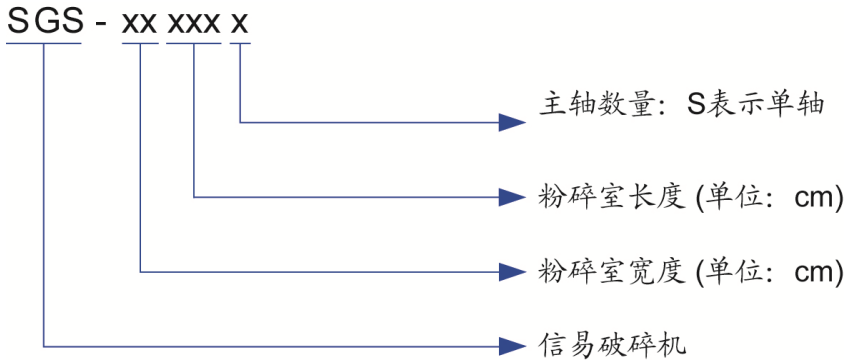 SGS - xx xxx x
主轴数量：S表示单轴
粉碎室长度 (单位：cm)
粉碎室宽度 (单位：cm)
信易破碎机